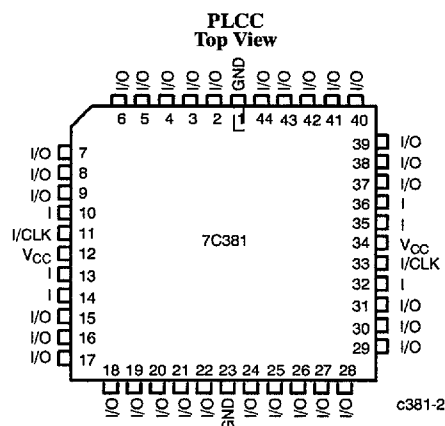 PLCC
Top View
I/O I/O I/O I/O I/O GND I/O I/O I/O I/O I/O
6 5 4 3 2 1 44 43 42 41 40
I/O 7
I/O 8
I/O 9
I 10
I/CLK 11
VCC 12
I 13
I 14
I/O 15
I/O 16
I/O 17
7C381
39 I/O
38 I/O
37 I/O
36 I
35 I
34 VCC
33 I/CLK
32 I
31 I/O
30 I/O
29 I/O
18 19 20 21 22 23 24 25 26 27 28
I/O I/O I/O I/O I/O GND I/O I/O I/O I/O I/O
c381-2